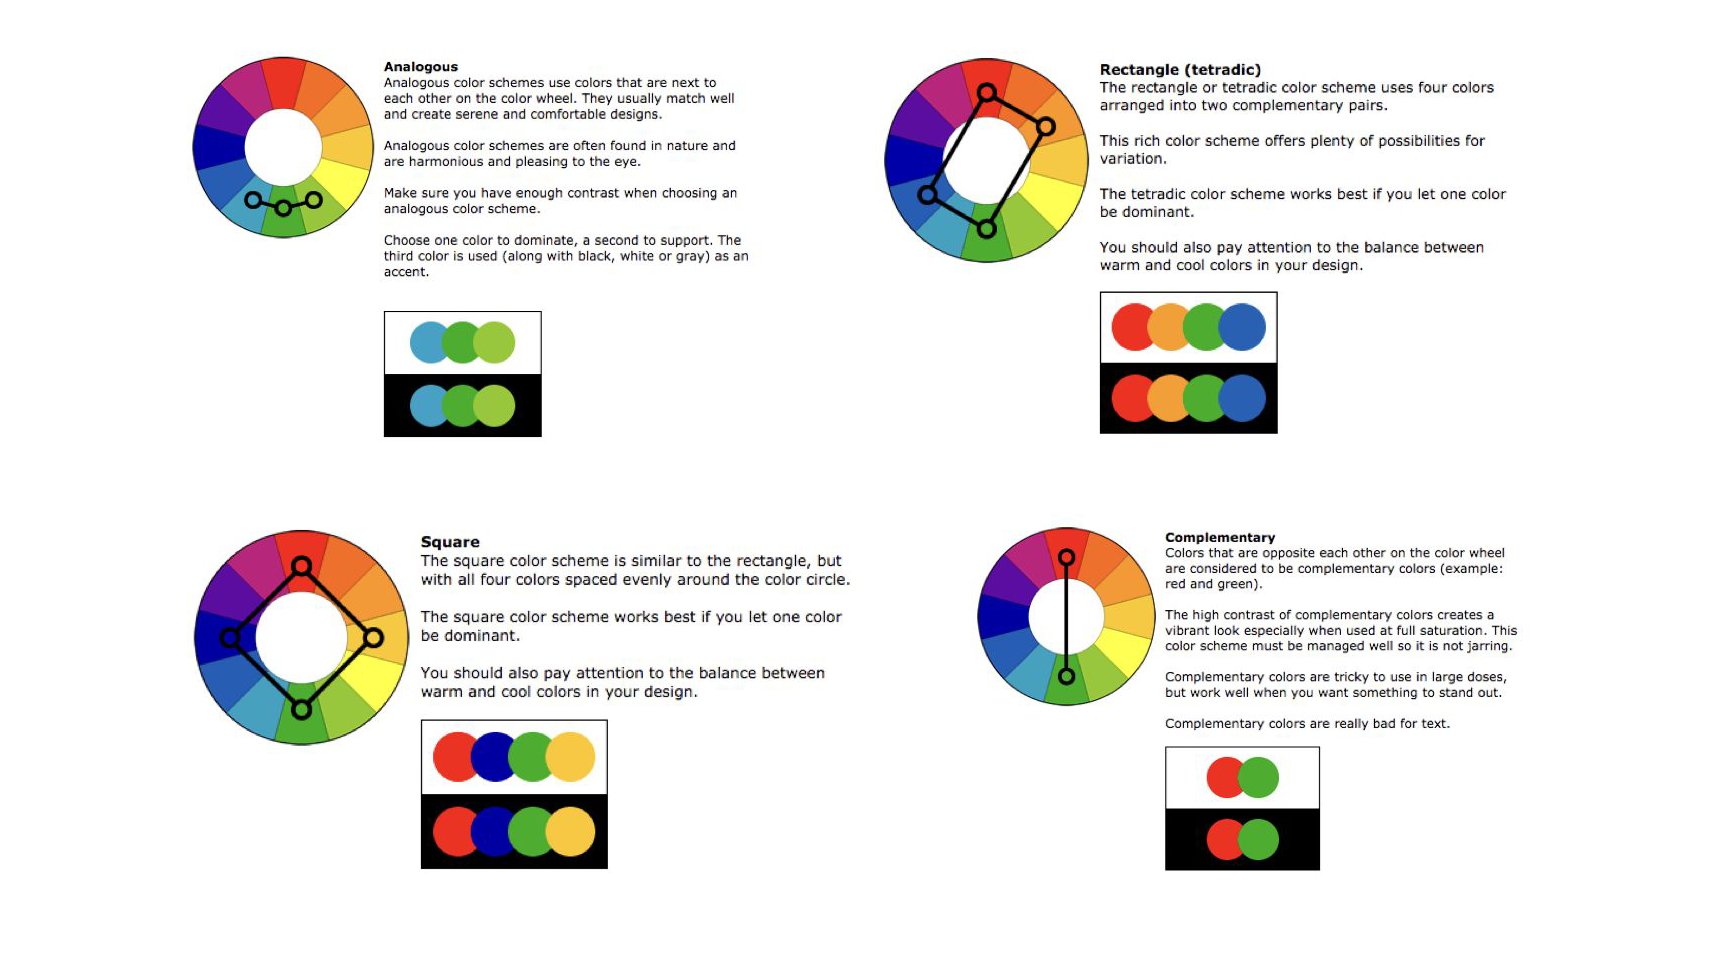 Analogous
Analogous color schemes use colors that are next to
each other on the color wheel. They usually match well
and create serene and comfortable designs.
Analogous color schemes are often found in nature and
are harmonious and pleasing to the eye.
Make sure you have enough contrast when choosing an
analogous color scheme.
Choose one color to dominate, a second to support. The
third color is used (along with black, white or gray) as an
accent.
Rectangle (tetradic)
The rectangle or tetradic color scheme uses four colors
arranged into two complementary pairs.
This rich color scheme offers plenty of possibilities for
variation.
The tetradic color scheme works best if you let one color
be dominant.
You should also pay attention to the balance between
warm and cool colors in your design.
Square
The square color scheme is similar to the rectangle, but
with all four colors spaced evenly around the color circle.
The square color scheme works best if you let one color
be dominant.
You should also pay attention to the balance between
warm and cool colors in your design.
Complementary
Colors that are opposite each other on the color wheel
are considered to be complementary colors (example:
red and green).
The high contrast of complementary colors creates a
vibrant look especially when used at full saturation. This
color scheme must be managed well so it is not jarring.
Complementary colors are tricky to use in large doses,
but work well when you want something to stand out.
Complementary colors are really bad for text.